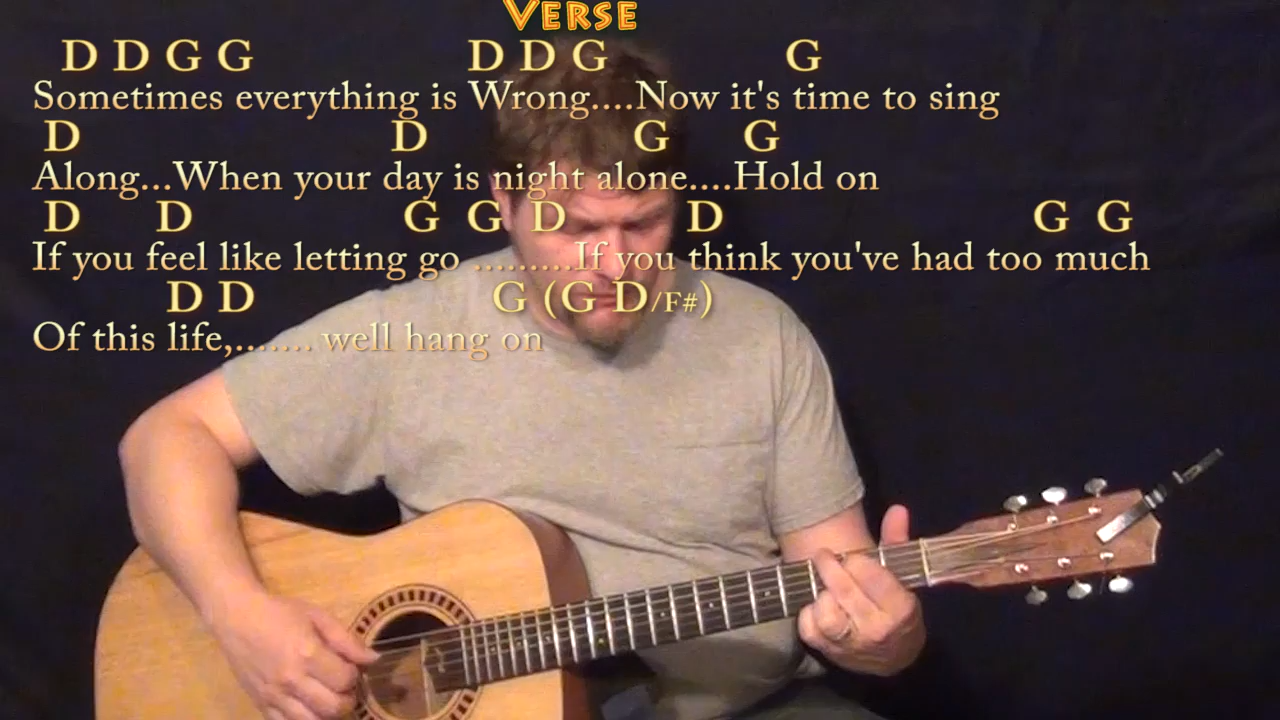 VERSE
D D G G D D G G
Sometimes everything is Wrong....Now it's time to sing
D D G G
Along...When your day is night alone....Hold on
D D G G D D G G
If you feel like letting go .........If you think you've had too much
D D G (G D/F#)
Of this life,....... well hang on